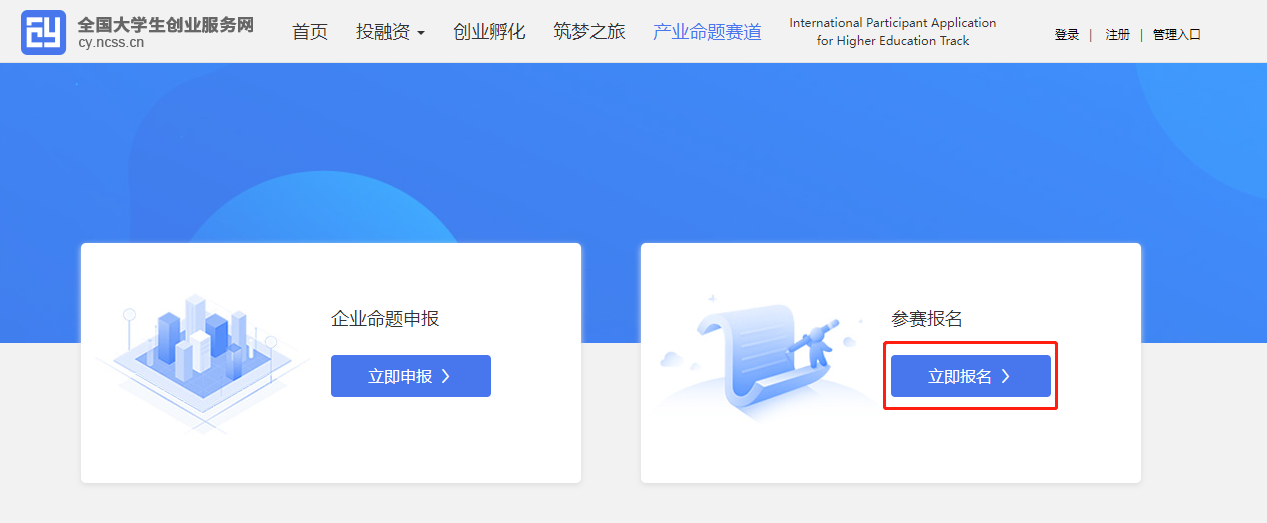 全国大学生创业服务网
cy.ncss.cn
首页
投融资
创业孵化
筑梦之旅
产业命题赛道
International Participant Application
for Higher Education Track
登录 | 注册 | 管理入口
企业命题申报
立即申报
参赛报名
立即报名